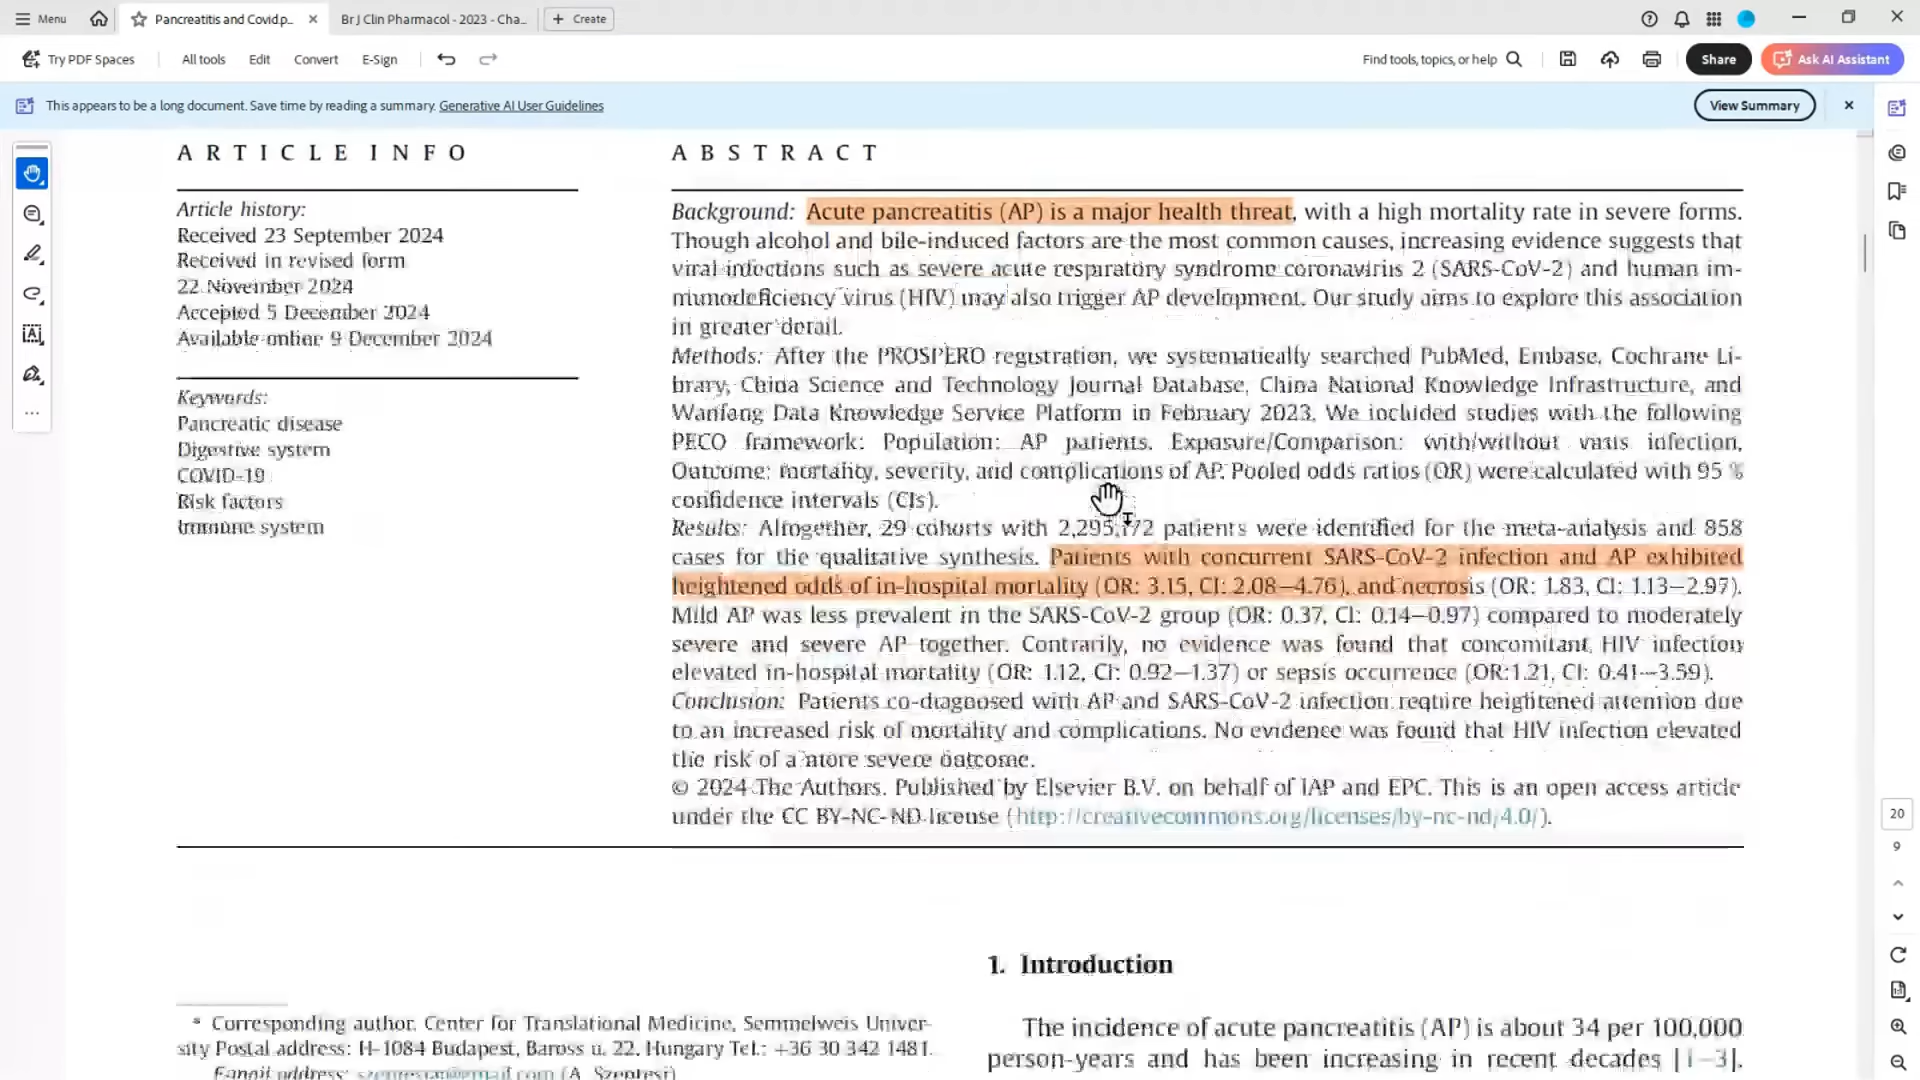 Menu
Pancreatitis and Covid.p...
Br J Clin Pharmacol - 2023 - Cha...
Create
Try PDF Spaces
All tools
Edit
Convert
E-Sign
Find tools, topics, or help
Share
Ask AI Assistant
This appears to be a long document. Save time by reading a summary. Generative AI User Guidelines
View Summary
ARTICLE INFO
Article history:
Received 23 September 2024
Received in revised form
22 November 2024
Accepted 5 December 2024
Available online 9 December 2024
Keywords:
Pancreatic disease
Digestive system
COVID-19
Risk factors
Immune system
ABSTRACT
Background: Acute pancreatitis (AP) is a major health threat, with a high mortality rate in severe forms.
Though alcohol and bile-induced factors are the most common causes, increasing evidence suggests that
viral infections such as severe acute respiratory syndrome coronavirus 2 (SARS-CoV-2) and human im-
munodeficiency virus (HIV) may also trigger AP development. Our study aims to explore this association
in greater detail.
Methods: After the PROSPERO registration, we systematically searched PubMed, Embase, Cochrane Li-
brary, China Science and Technology Journal Database, China National Knowledge Infrastructure, and
Wanfang Data Knowledge Service Platform in February 2023. We included studies with the following
PECO framework: Population: AP patients. Exposure/Comparison: with/without virus infection,
Outcome: mortality, severity, and complications of AP. Pooled odds ratios (OR) were calculated with 95 %
confidence intervals (CIs).
Results: Altogether, 29 cohorts with 2,295,172 patients were identified for the meta-analysis and 858
cases for the qualitative synthesis. Patients with concurrent SARS-CoV-2 infection and AP exhibited
heightened odds of in-hospital mortality (OR: 3.15, CI: 2.08–4.76), and necrosis (OR: 1.83, CI: 1.13–2.97).
Mild AP was less prevalent in the SARS-CoV-2 group (OR: 0.37, CI: 0.14–0.97) compared to moderately
severe and severe AP together. Contrarily, no evidence was found that concomitant HIV infection
elevated in-hospital mortality (OR: 1.12, CI: 0.92–1.37) or sepsis occurrence (OR:1.21, CI: 0.41–3.59).
Conclusion: Patients co-diagnosed with AP and SARS-CoV-2 infection require heightened attention due
to an increased risk of mortality and complications. No evidence was found that HIV infection elevated
the risk of a more severe outcome.
© 2024 The Authors. Published by Elsevier B.V. on behalf of IAP and EPC. This is an open access article
under the CC BY-NC-ND license (http://creativecommons.org/licenses/by-nc-nd/4.0/).
* Corresponding author. Center for Translational Medicine, Semmelweis Univer-
sity Postal address: H-1084 Budapest, Baross u. 22. Hungary Tel.: +36 30 342 1481.
Email address: szentesiai@gmail.com (A. Szentesi)
1. Introduction
The incidence of acute pancreatitis (AP) is about 34 per 100,000
person-years and has been increasing in recent decades [1–3].
20
9